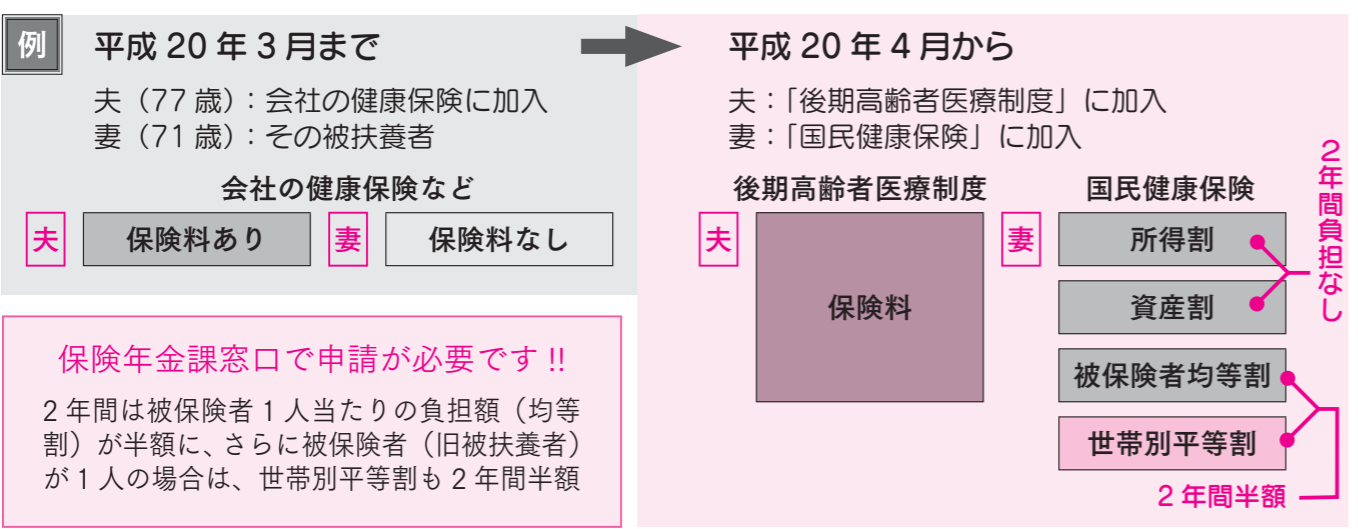 例
平成 20 年 3 月まで
夫（77 歳）：会社の健康保険に加入
妻（71 歳）：その被扶養者
会社の健康保険など
夫
保険料あり
妻
保険料なし
保険年金課窓口で申請が必要です !!
2 年間は被保険者 1 人当たりの負担額（均等
割）が半額に、さらに被保険者（旧被扶養者）
が 1 人の場合は、世帯別平等割も 2 年間半額
平成 20 年 4 月から
夫：「後期高齢者医療制度」に加入
妻：「国民健康保険」に加入
後期高齢者医療制度
夫
保険料
国民健康保険
妻
所得割
資産割
被保険者均等割
世帯別平等割
2年間負担なし
2 年間半額